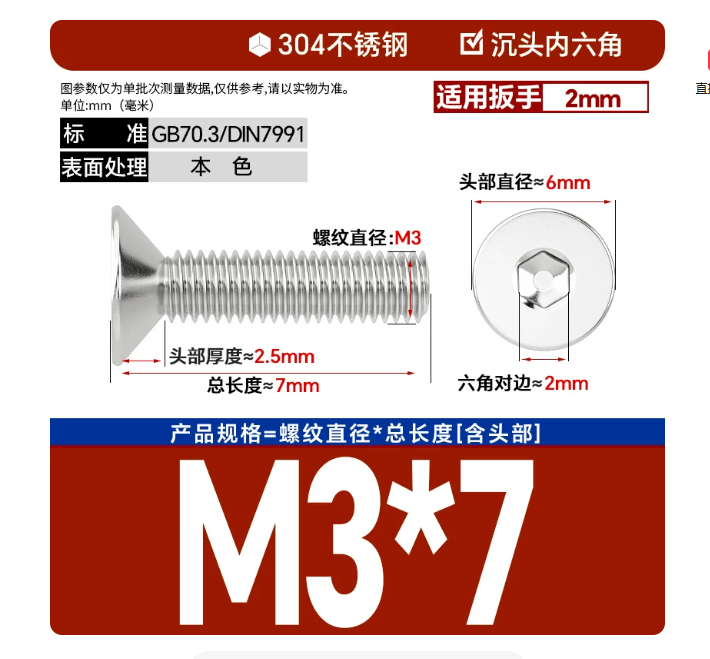 304不锈钢 沉头内六角
图参数仅为单批次测量数据,仅供参考,请以实物为准。
单位:mm（毫米）
适用扳手 2mm
标 准 GB70.3/DIN7991
表面处理 本 色
头部直径≈6mm
螺纹直径:M3
头部厚度≈2.5mm
总长度≈7mm
六角对边≈2mm
产品规格=螺纹直径*总长度[含头部]
M3*7